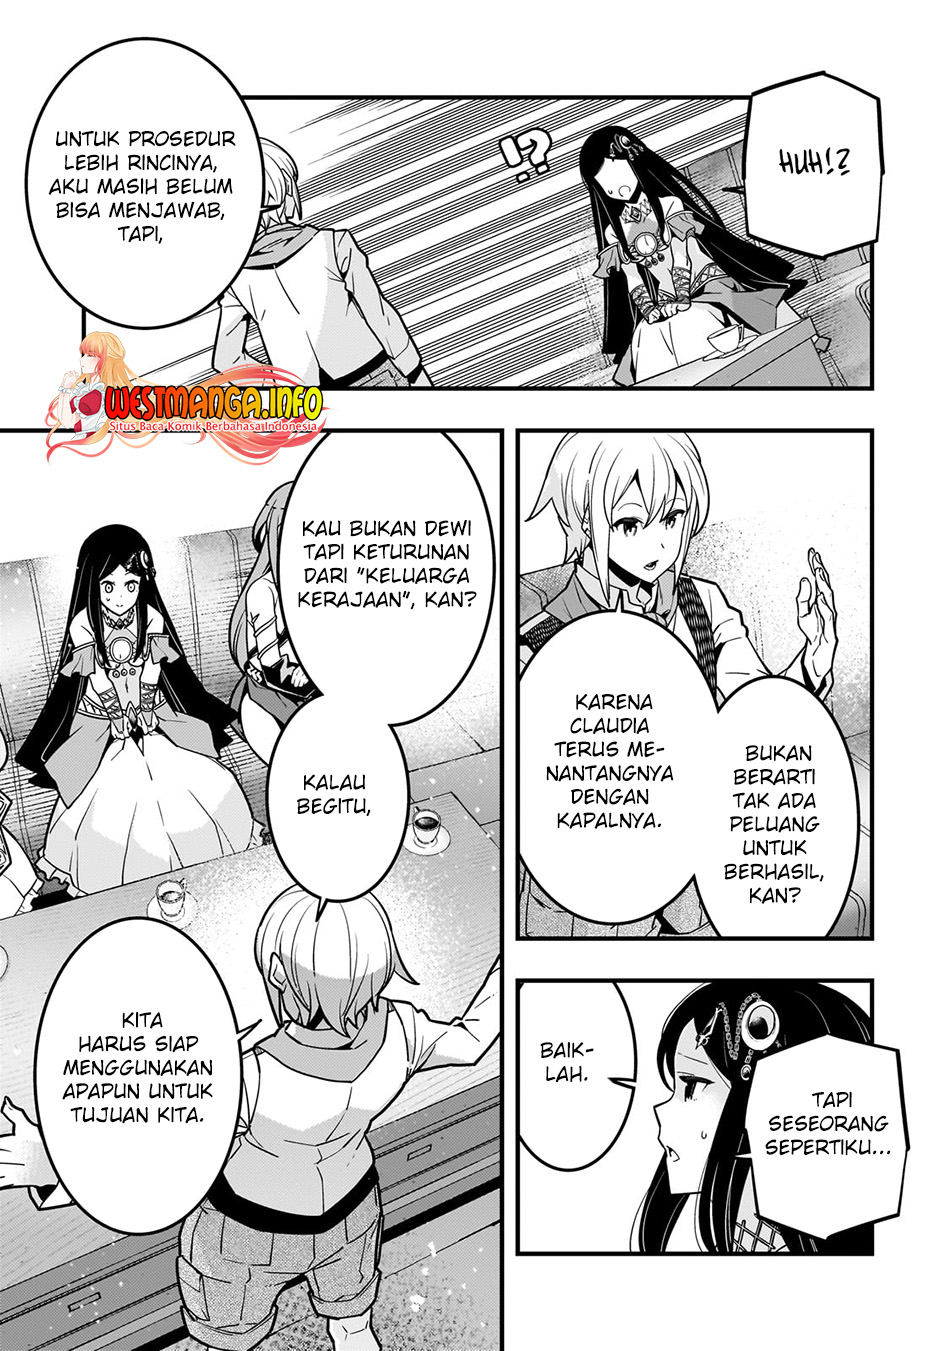 HUH!?
!?
UNTUK PROSEDUR
LEBIH RINCINYA,
AKU MASIH BELUM
BISA MENJAWAB,
TAPI,
WESTMANGA.INFO
Situs Baca Komik Berbahasa Indonesia
BUKAN
BERARTI
TAK ADA
PELUANG
UNTUK
BERHASIL,
KAN?
KARENA
CLAUDIA
TERUS ME-
NANTANGNYA
DENGAN
KAPALNYA.
TAPI
SESEORANG
SEPERTIKU...
BAIK-
LAH.
KAU BUKAN DEWI
TAPI KETURUNAN
DARI "KELUARGA
KERAJAAN", KAN?
KALAU
BEGITU,
KITA
HARUS SIAP
MENGGUNAKAN
APAPUN UNTUK
TUJUAN KITA.